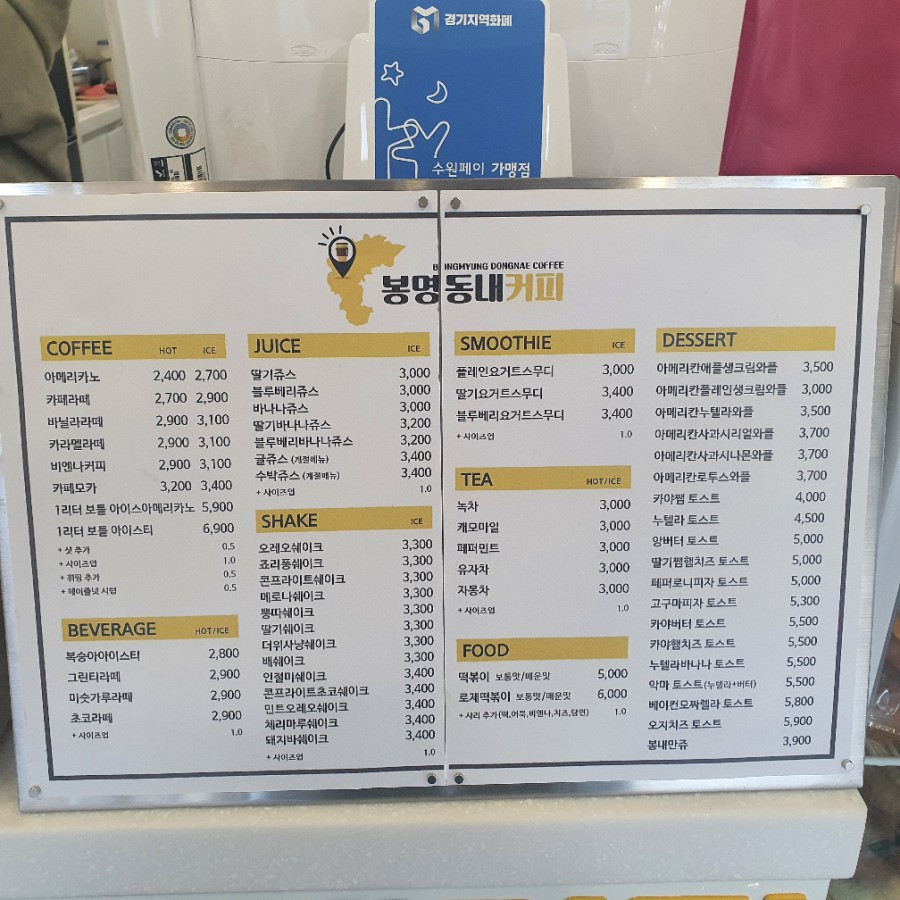 경기지역화폐
수원페이 가맹점
BONGMYUNG DONGNAE COFFEE
봉명동내커피
COFFEE HOT ICE
아메리카노 2,400 2,700
카페라떼 2,700 2,900
바닐라라떼 2,900 3,100
카라멜라떼 2,900 3,100
비엔나커피 2,900 3,100
카페모카 3,200 3,400
1리터 보틀 아이스아메리카노 5,900
1리터 보틀 아이스티 6,900
+ 샷 추가 0.5
+ 사이즈업 1.0
+ 휘핑 추가 0.5
+ 헤이즐넛 시럽 0.5
BEVERAGE HOT/ICE
복숭아아이스티 2,800
그린티라떼 2,900
미숫가루라떼 2,900
초코라떼 2,900
+ 사이즈업 1.0
JUICE ICE
딸기쥬스 3,000
블루베리쥬스 3,000
바나나쥬스 3,000
딸기바나나쥬스 3,200
블루베리바나나쥬스 3,200
귤쥬스 (계절메뉴) 3,400
수박쥬스 (계절메뉴) 3,400
+ 사이즈업 1.0
SHAKE ICE
오레오쉐이크 3,300
죠리퐁쉐이크 3,300
콘프라이트쉐이크 3,300
메로나쉐이크 3,300
뽕따쉐이크 3,300
딸기쉐이크 3,300
더위사냥쉐이크 3,300
배쉐이크 3,300
인절미쉐이크 3,400
콘프라이트초코쉐이크 3,400
민트오레오쉐이크 3,400
체리마루쉐이크 3,400
돼지바쉐이크 3,400
+ 사이즈업 1.0
SMOOTHIE ICE
플레인요거트스무디 3,000
딸기요거트스무디 3,400
블루베리요거트스무디 3,400
+ 사이즈업 1.0
TEA HOT/ICE
녹차 3,000
캐모마일 3,000
페퍼민트 3,000
유자차 3,000
자몽차 3,000
+ 사이즈업 1.0
FOOD
떡볶이 보통맛/매운맛 5,000
로제떡볶이 보통맛/매운맛 6,000
+ 사리 추가(떡,어묵,비엔나,치즈,당면) 1.0
DESSERT
아메리칸애플생크림와플 3,500
아메리칸플레인생크림와플 3,000
아메리칸누텔라와플 3,500
아메리칸사과시리얼와플 3,700
아메리칸사과시나몬와플 3,700
아메리칸로투스와플 3,700
카야쨈 토스트 4,000
누텔라 토스트 4,500
앙버터 토스트 5,000
딸기쨈햄치즈 토스트 5,000
페퍼로니피자 토스트 5,000
고구마피자 토스트 5,300
카야버터 토스트 5,500
카야햄치즈 토스트 5,500
누텔라바나나 토스트 5,500
악마 토스트(누텔라+버터) 5,500
베이컨모짜렐라 토스트 5,800
오지치즈 토스트 5,900
봉내만쥬 3,900